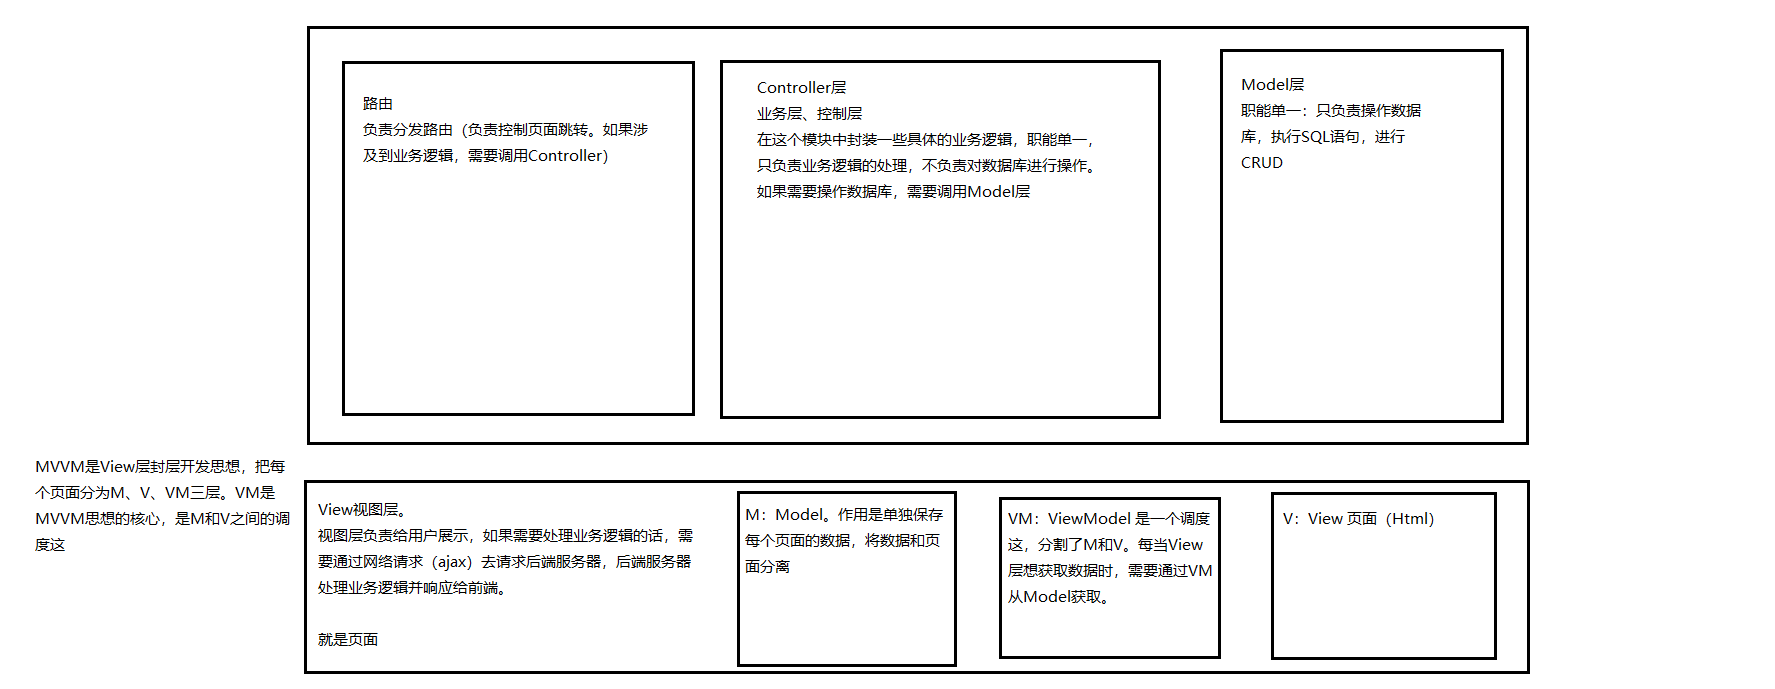 路由
负责分发路由（负责控制页面跳转。如果涉
及到业务逻辑，需要调用Controller）
Controller层
业务层、控制层
在这个模块中封装一些具体的业务逻辑，职能单一，
只负责业务逻辑的处理，不负责对数据库进行操作。
如果需要操作数据库，需要调用Model层
Model层
职能单一：只负责操作数据
库，执行SQL语句，进行
CRUD
MVVM是View层封层开发思想，把每
个页面分为M、V、VM三层。VM是
MVVM思想的核心，是M和V之间的调
度这
View视图层。
视图层负责给用户展示，如果需要处理业务逻辑的话，需
要通过网络请求（ajax）去请求后端服务器，后端服务器
处理业务逻辑并响应给前端。
就是页面
M：Model。作用是单独保存
每个页面的数据，将数据和页
面分离
VM：ViewModel 是一个调度
这，分割了M和V。每当View
层想获取数据时，需要通过VM
从Model获取。
V：View 页面（Html）